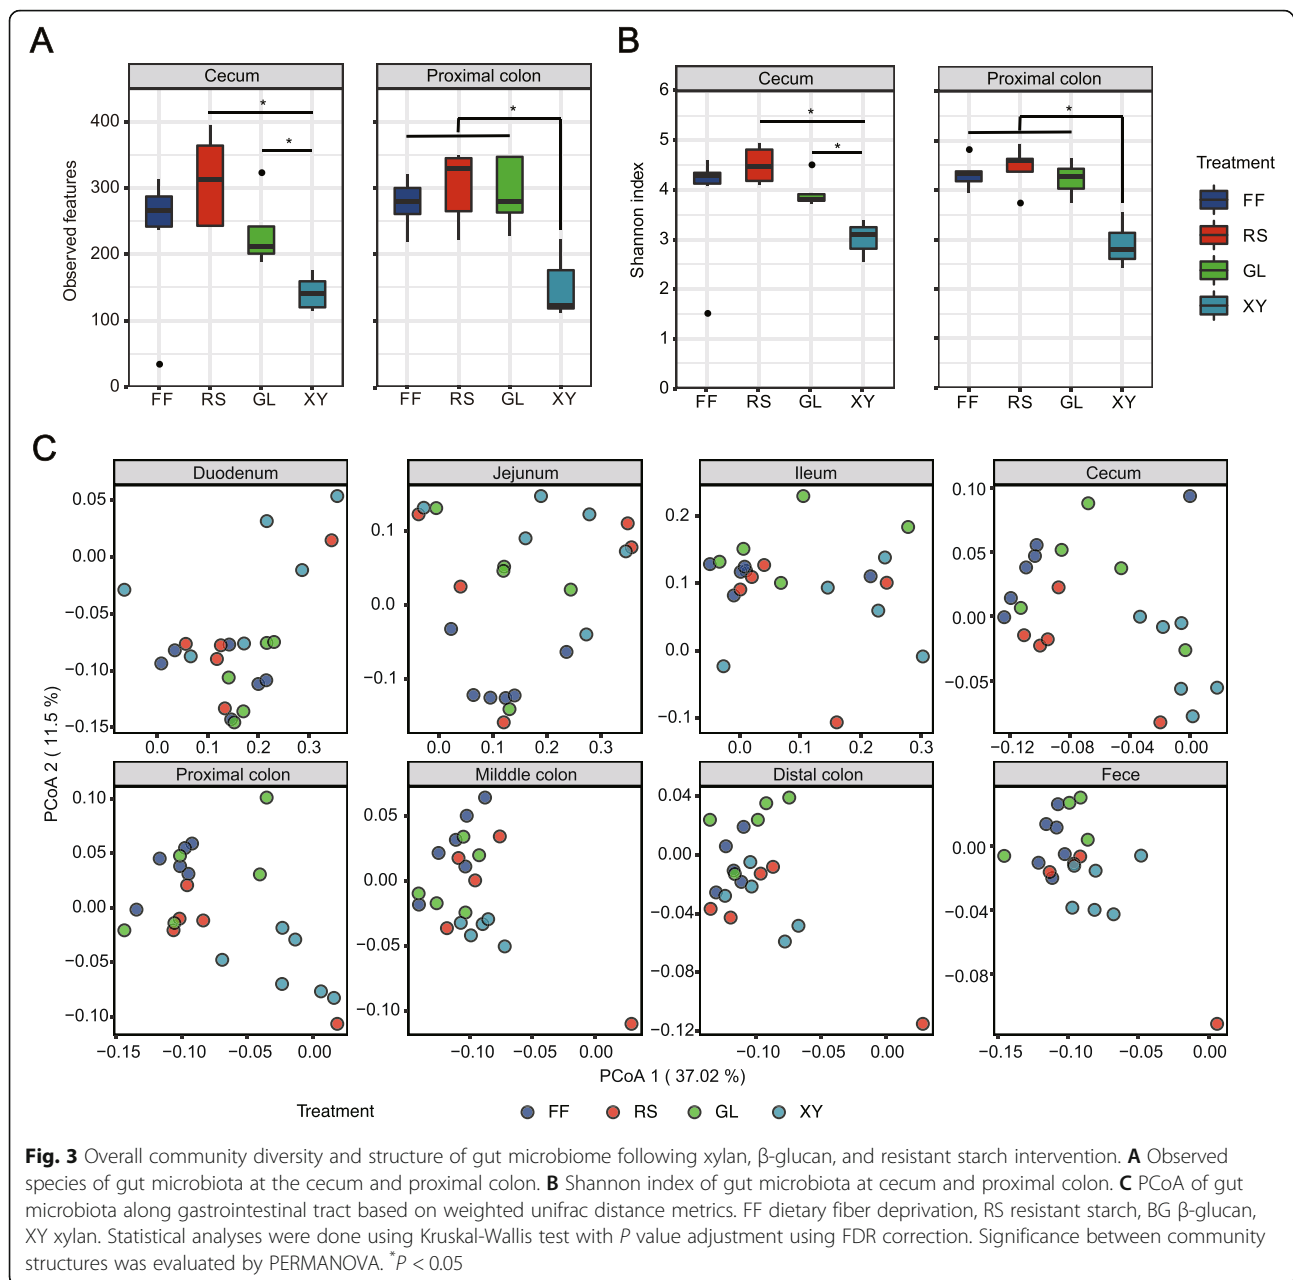 A
B
Cecum
Proximal colon
Cecum
Proximal colon
Observed features
400
300
200
100
0
*
*
*
FF RS GL XY
FF RS GL XY
Shannon index
6
5
4
3
2
1
0
*
*
*
FF RS GL XY
FF RS GL XY
Treatment
FF
RS
GL
XY
C
Duodenum
Jejunum
Ileum
Cecum
0.05
0.00
−0.05
−0.10
−0.15
0.0 0.1 0.2 0.3
0.1
0.0
−0.1
0.0 0.1 0.2 0.3
0.2
0.1
0.0
−0.1
0.0 0.1 0.2 0.3
0.10
0.05
0.00
−0.05
−0.12 −0.08 −0.04 0.00
PCoA 2 ( 11.5 %)
Proximal colon
Milddle colon
Distal colon
Fece
0.10
0.05
0.00
−0.05
−0.10
−0.15 −0.10 −0.05 0.00
0.05
0.00
−0.05
−0.10
−0.10 −0.05 0.00
0.04
0.00
−0.04
−0.08
−0.12
−0.10 −0.05 0.00
0.00
−0.04
−0.08
−0.15 −0.10 −0.05 0.00
PCoA 1 ( 37.02 %)
Treatment FF RS GL XY
Fig. 3 Overall community diversity and structure of gut microbiome following xylan, β-glucan, and resistant starch intervention. A Observed
species of gut microbiota at the cecum and proximal colon. B Shannon index of gut microbiota at cecum and proximal colon. C PCoA of gut
microbiota along gastrointestinal tract based on weighted unifrac distance metrics. FF dietary fiber deprivation, RS resistant starch, BG β-glucan,
XY xylan. Statistical analyses were done using Kruskal-Wallis test with P value adjustment using FDR correction. Significance between community
structures was evaluated by PERMANOVA. *P < 0.05